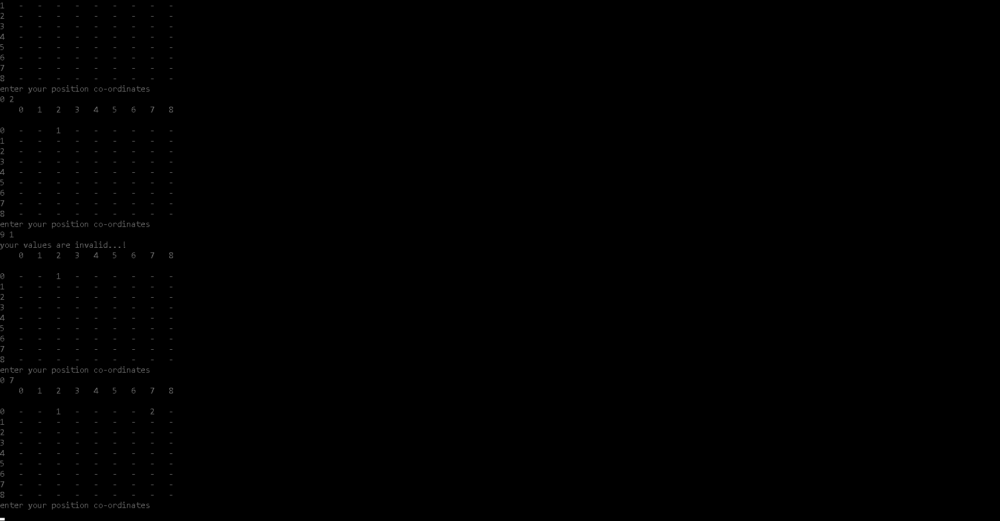 1   -   -   -   -   -   -   -   -   -
2   -   -   -   -   -   -   -   -   -
3   -   -   -   -   -   -   -   -   -
4   -   -   -   -   -   -   -   -   -
5   -   -   -   -   -   -   -   -   -
6   -   -   -   -   -   -   -   -   -
7   -   -   -   -   -   -   -   -   -
8   -   -   -   -   -   -   -   -   -
enter your position co-ordinates
0 2
    0   1   2   3   4   5   6   7   8
0   -   -   1   -   -   -   -   -   -
1   -   -   -   -   -   -   -   -   -
2   -   -   -   -   -   -   -   -   -
3   -   -   -   -   -   -   -   -   -
4   -   -   -   -   -   -   -   -   -
5   -   -   -   -   -   -   -   -   -
6   -   -   -   -   -   -   -   -   -
7   -   -   -   -   -   -   -   -   -
8   -   -   -   -   -   -   -   -   -
enter your position co-ordinates
9 1
your values are invalid...!
    0   1   2   3   4   5   6   7   8
0   -   -   1   -   -   -   -   -   -
1   -   -   -   -   -   -   -   -   -
2   -   -   -   -   -   -   -   -   -
3   -   -   -   -   -   -   -   -   -
4   -   -   -   -   -   -   -   -   -
5   -   -   -   -   -   -   -   -   -
6   -   -   -   -   -   -   -   -   -
7   -   -   -   -   -   -   -   -   -
8   -   -   -   -   -   -   -   -   -
enter your position co-ordinates
0 7
    0   1   2   3   4   5   6   7   8
0   -   -   1   -   -   -   -   2   -
1   -   -   -   -   -   -   -   -   -
2   -   -   -   -   -   -   -   -   -
3   -   -   -   -   -   -   -   -   -
4   -   -   -   -   -   -   -   -   -
5   -   -   -   -   -   -   -   -   -
6   -   -   -   -   -   -   -   -   -
7   -   -   -   -   -   -   -   -   -
8   -   -   -   -   -   -   -   -   -
enter your position co-ordinates